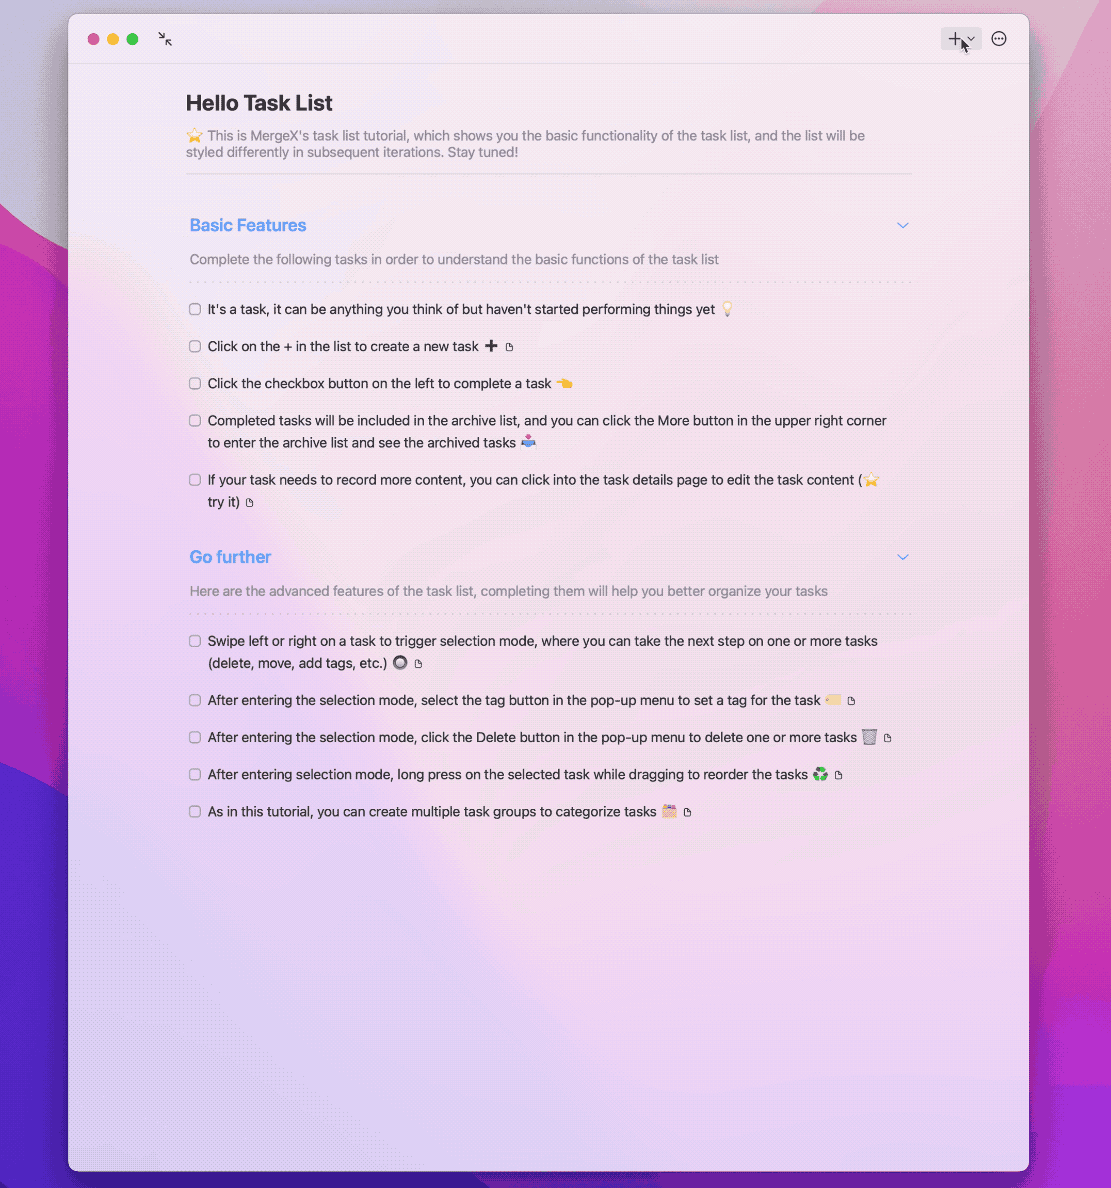 Hello Task List
⭐ This is MergeX's task list tutorial, which shows you the basic functionality of the task list, and the list will be
styled differently in subsequent iterations. Stay tuned!
Basic Features
Complete the following tasks in order to understand the basic functions of the task list
It's a task, it can be anything you think of but haven't started performing things yet 💡
Click on the + in the list to create a new task ➕
Click the checkbox button on the left to complete a task 👈
Completed tasks will be included in the archive list, and you can click the More button in the upper right corner
to enter the archive list and see the archived tasks 📥
If your task needs to record more content, you can click into the task details page to edit the task content (⭐
try it)
Go further
Here are the advanced features of the task list, completing them will help you better organize your tasks
Swipe left or right on a task to trigger selection mode, where you can take the next step on one or more tasks
(delete, move, add tags, etc.) 🔘
After entering the selection mode, select the tag button in the pop-up menu to set a tag for the task 🏷️
After entering the selection mode, click the Delete button in the pop-up menu to delete one or more tasks 🗑️
After entering selection mode, long press on the selected task while dragging to reorder the tasks ♻️
As in this tutorial, you can create multiple task groups to categorize tasks 🗂️